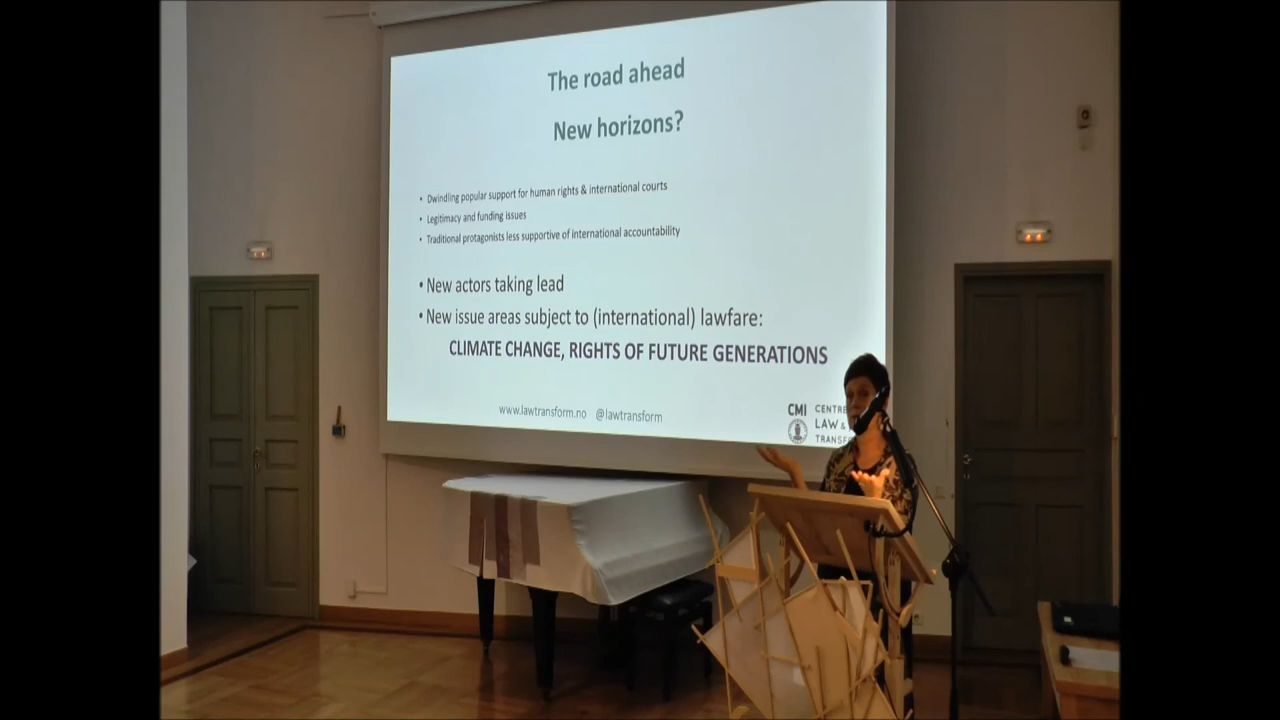 The road ahead
New horizons?
• Dwindling popular support for human rights & international courts
• Legitimacy and funding issues
• Traditional protagonists less supportive of international accountability
• New actors taking lead
• New issue areas subject to (international) lawfare:
CLIMATE CHANGE, RIGHTS OF FUTURE GENERATIONS
www.lawtransform.no @lawtransform
CMI
CENTRE
LAW &
TRANSF